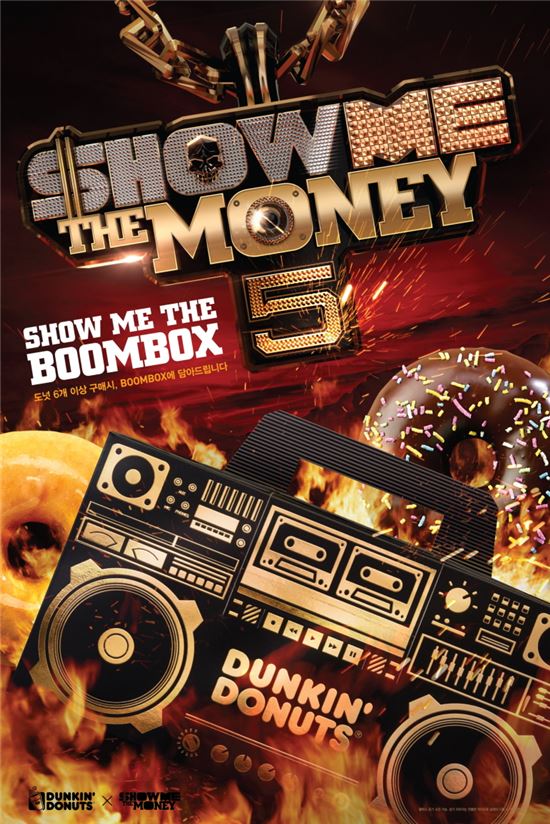 $HOW ME
THE MONEY
5
SHOW ME THE
BOOMBOX
도넛 6개 이상 구매시, BOOMBOX에 담아드립니다
DUNKIN'
DONUTS®
DUNKIN'
DONUTS × SHOW ME
THE MONEY